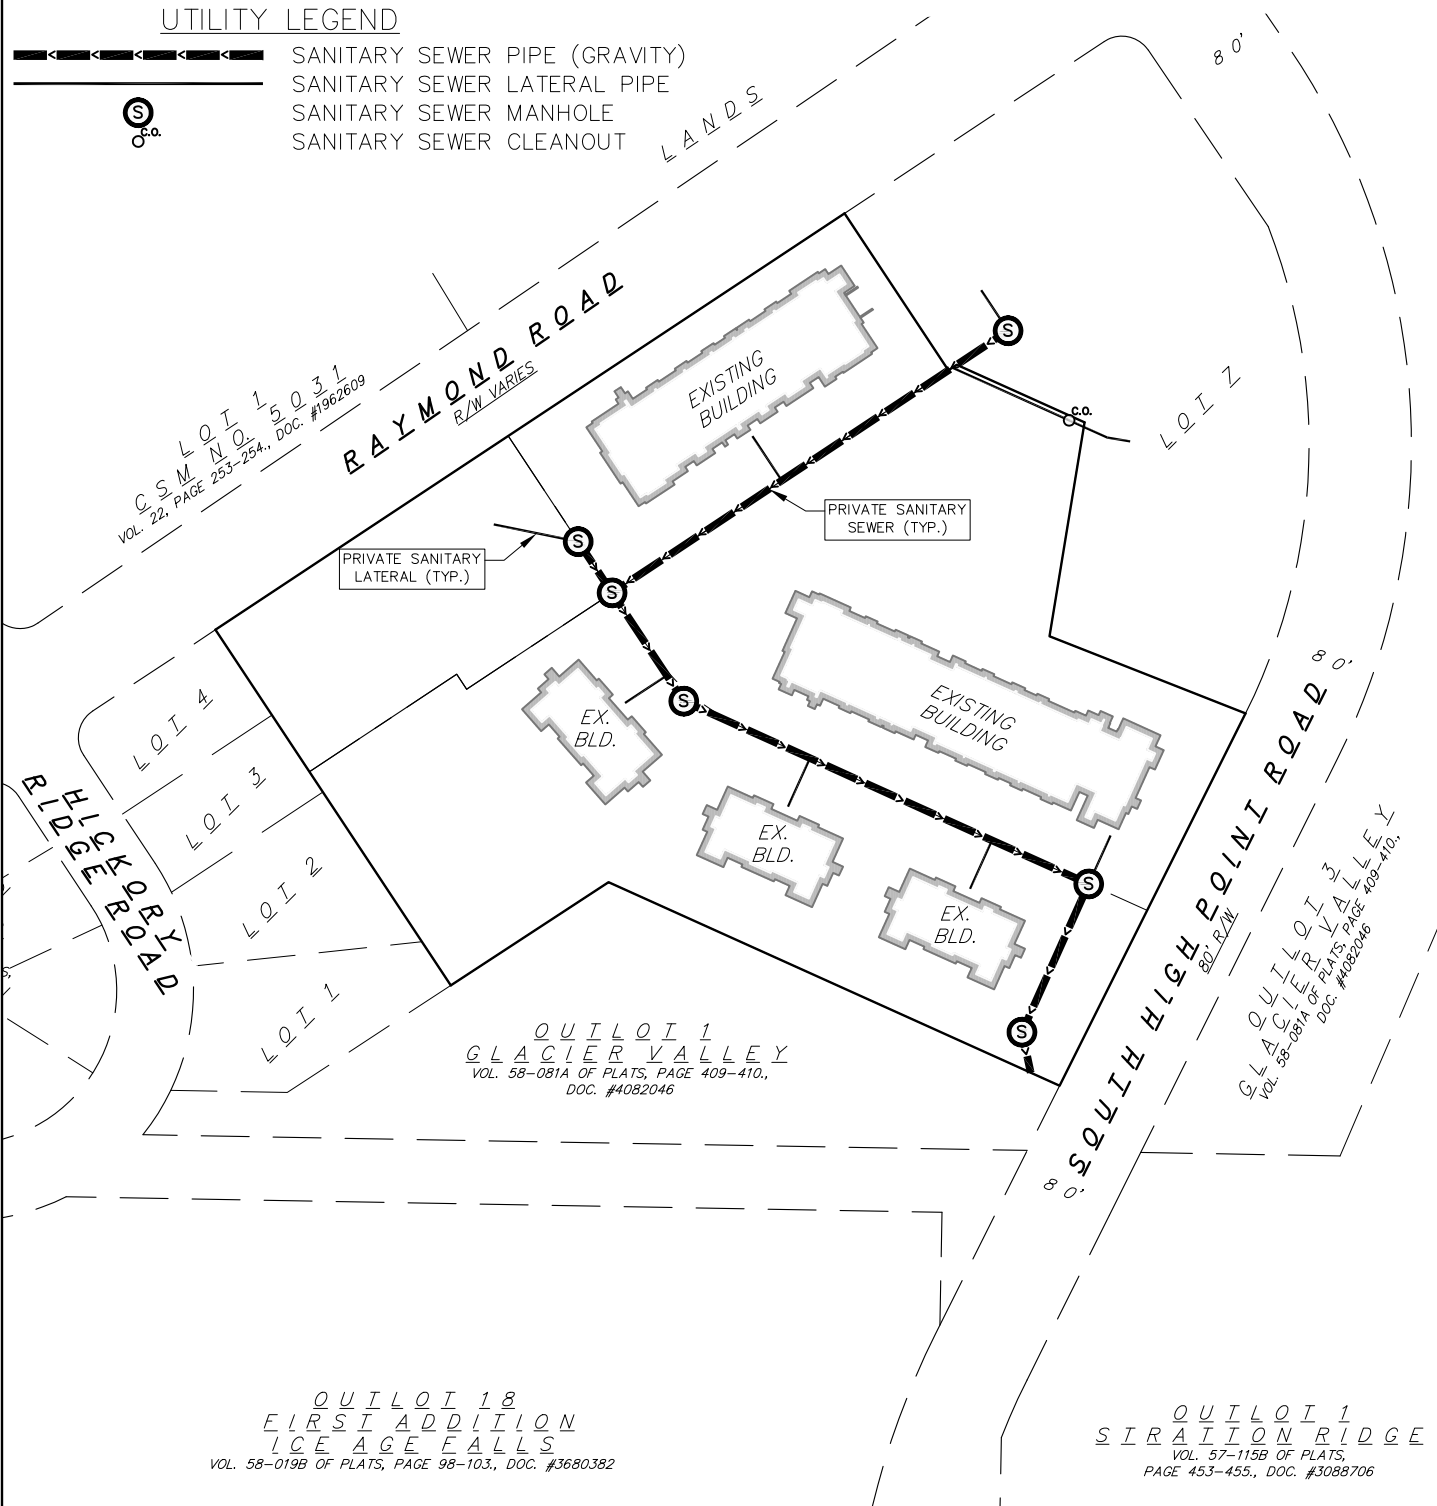 UTILITY LEGEND
SANITARY SEWER PIPE (GRAVITY)
SANITARY SEWER LATERAL PIPE
S
SANITARY SEWER MANHOLE
C.O.
SANITARY SEWER CLEANOUT
LANDS
80'
LOT 1
CSM NO. 5031
VOL. 22, PAGE 253-254., DOC. #1962609
RAYMOND ROAD
R/W VARIES
EXISTING
BUILDING
S
C.O.
LOT 7
PRIVATE SANITARY
SEWER (TYP.)
S
PRIVATE SANITARY
LATERAL (TYP.)
S
S
EX.
BLD.
EXISTING
BUILDING
EX.
BLD.
EX.
BLD.
S
S
LOT 4
LOT 3
LOT 2
LOT 1
HICKORY
RIDGE ROAD
80'
SOUTH HIGH POINT ROAD
80' R/W
80'
OUTLOT 3
GLACIER VALLEY
VOL. 58-081A OF PLATS, PAGE 409-410.,
DOC. #4082046
OUTLOT 1
GLACIER VALLEY
VOL. 58-081A OF PLATS, PAGE 409-410.,
DOC. #4082046
OUTLOT 18
FIRST ADDITION
ICE AGE FALLS
VOL. 58-019B OF PLATS, PAGE 98-103., DOC. #3680382
OUTLOT 1
STRATTON RIDGE
VOL. 57-115B OF PLATS,
PAGE 453-455., DOC. #3088706